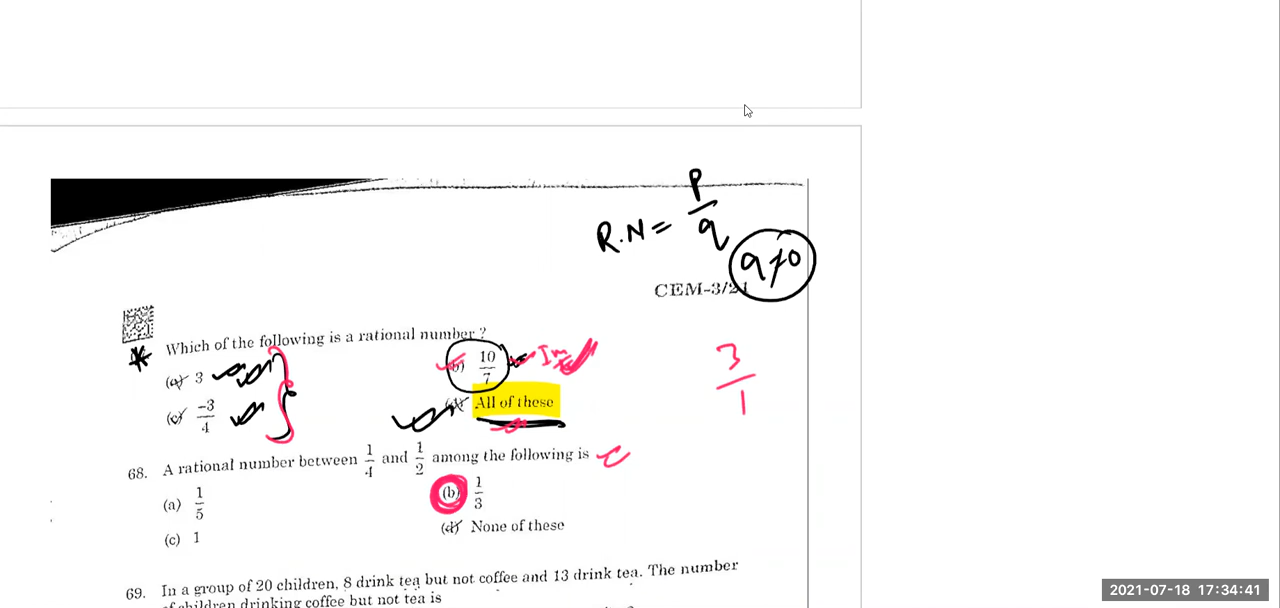 R.N = p/q
q≠0
CEM-3/21
Which of the following is a rational number ?
(a) 3
(b) 10/7
(c) -3/4
(d) All of these
3/1
68. A rational number between 1/4 and 1/2 among the following is
(a) 1/5
(b) 1/3
(c) 1
(d) None of these
69. In a group of 20 children, 8 drink tea but not coffee and 13 drink tea. The number
of children drinking coffee but not tea is
2021-07-18 17:34:41